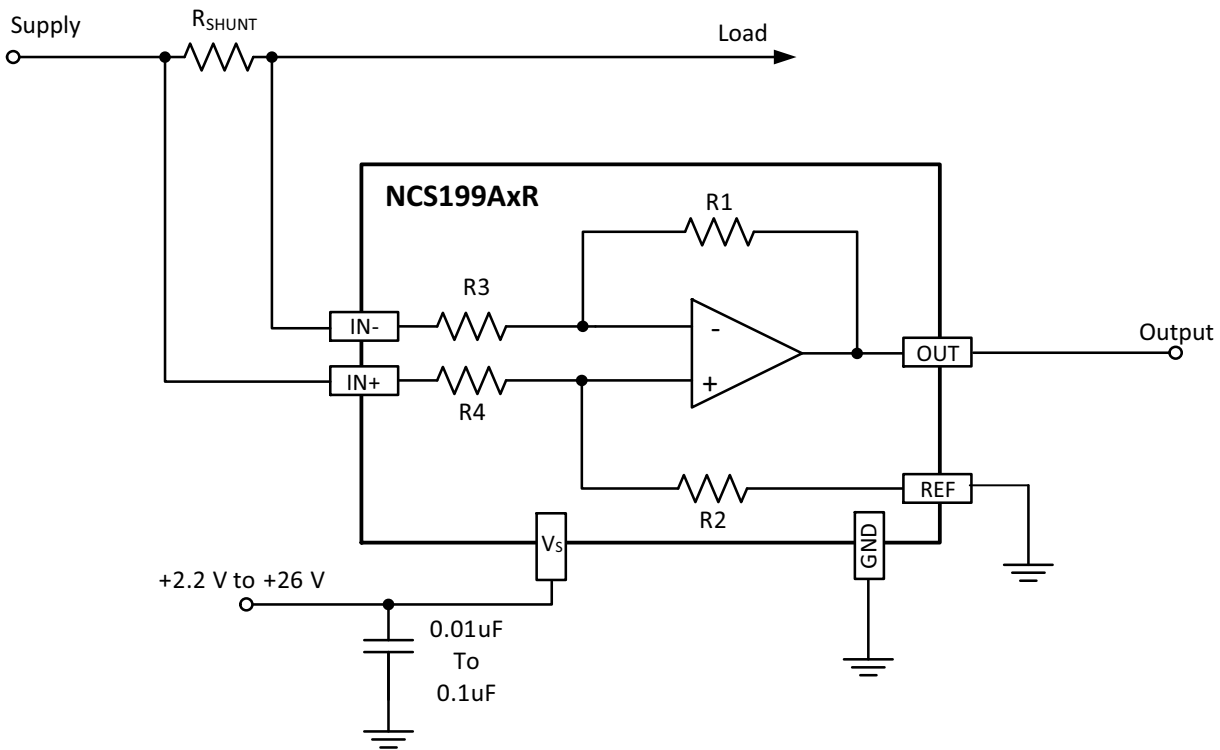 Supply
R_SHUNT
Load
NCS199AxR
R1
R3
IN-
-
OUT
Output
IN+
+
R4
REF
R2
Vs
GND
+2.2 V to +26 V
0.01uF
To
0.1uF